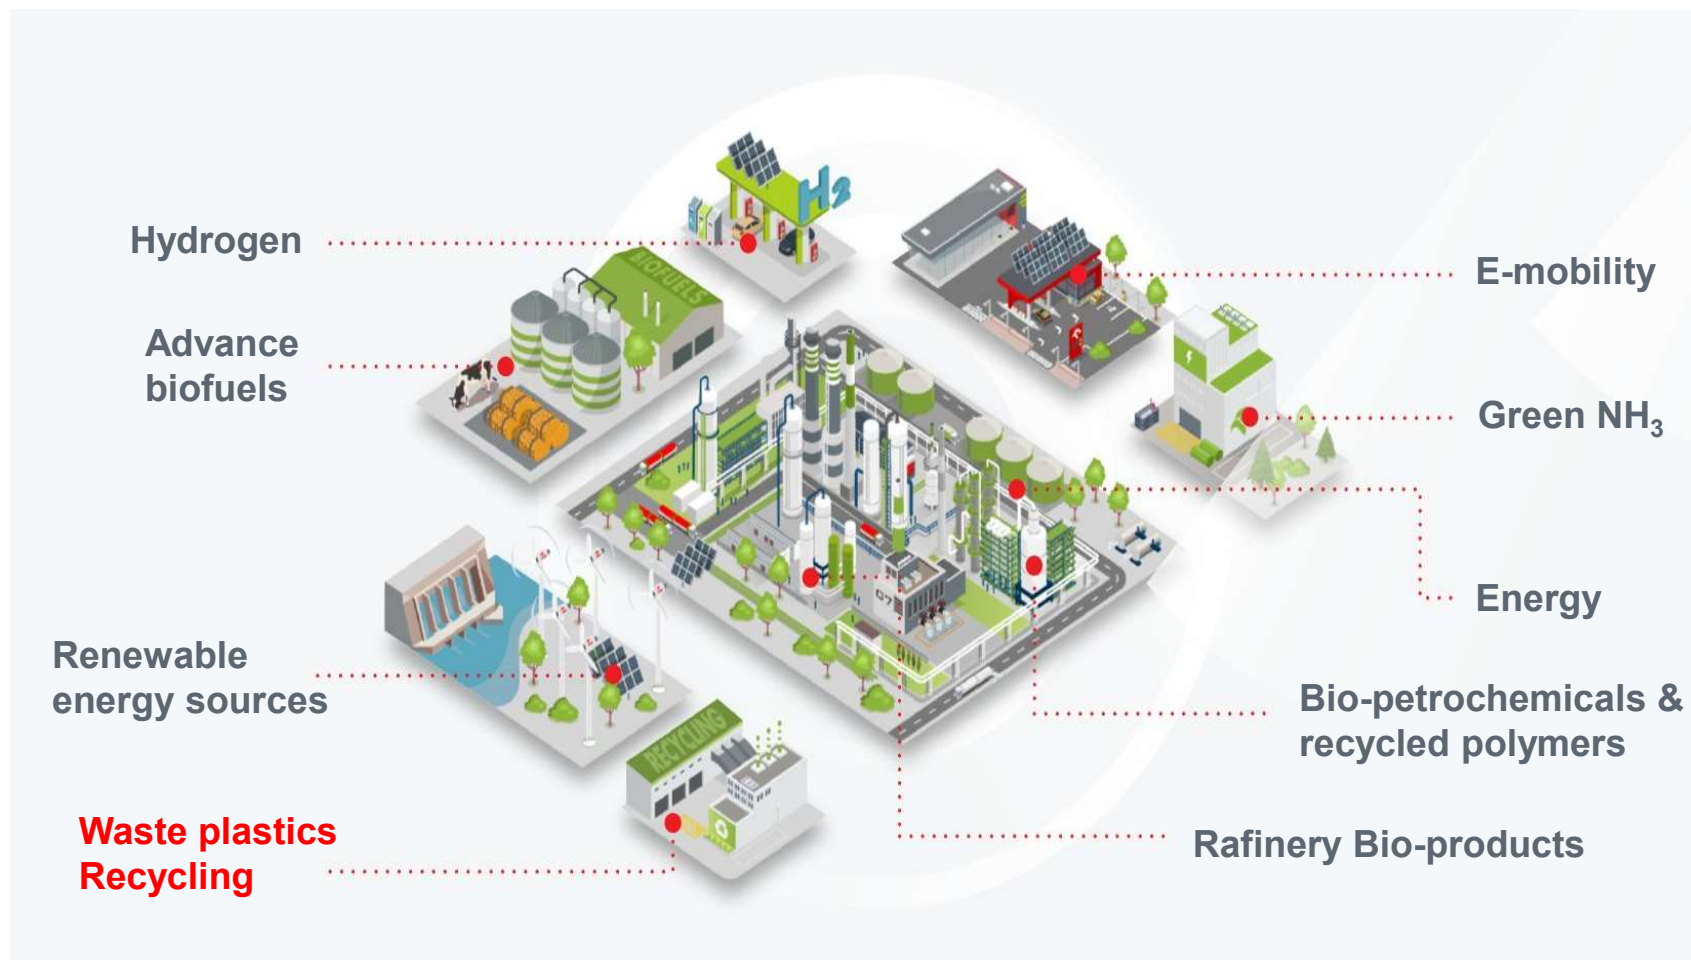 Hydrogen
Advance
biofuels
Renewable
energy sources
Waste plastics
Recycling
H2
BIOFUELS
RECYCLING
E-mobility
Green NH₃
Energy
Bio-petrochemicals &
recycled polymers
Rafinery Bio-products